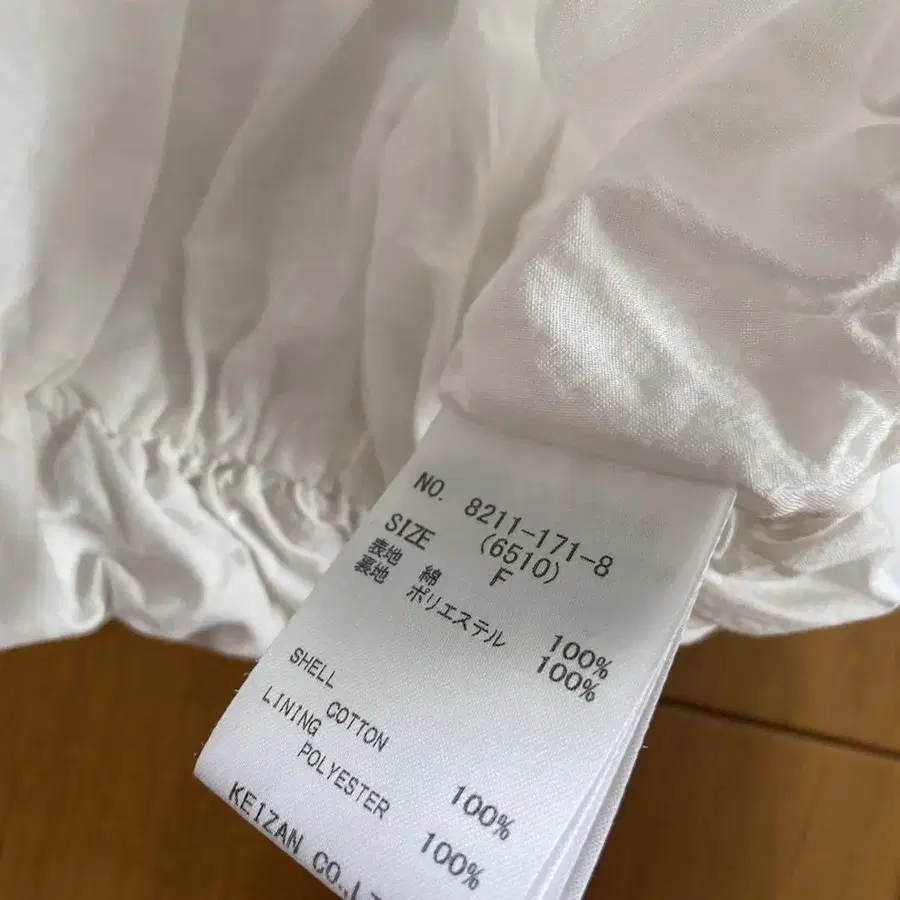 NO. 8211-171-8
(6510)
SIZE F
表地 綿 100%
裏地 ポリエステル 100%
SHELL
COTTON 100%
LINING
POLYESTER 100%
KEIZAN CO.,LT